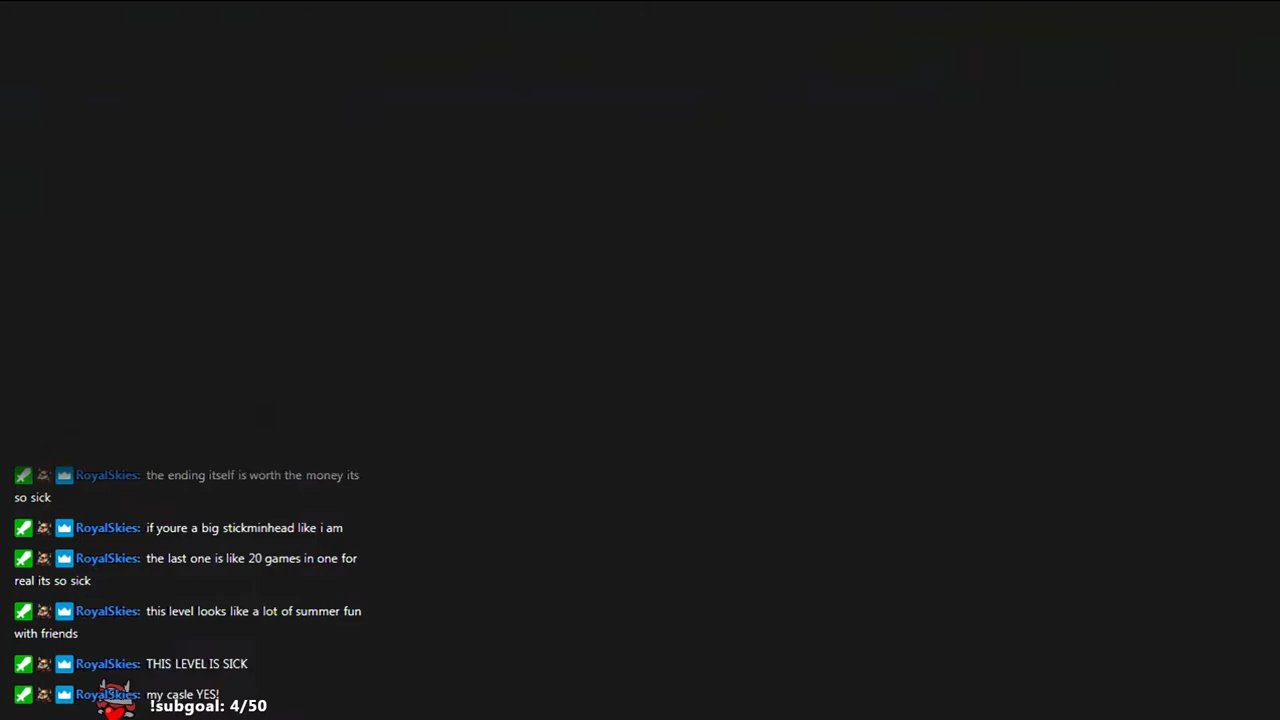 RoyalSkies: the ending itself is worth the money its
so sick
RoyalSkies: if youre a big stickminhead like i am
RoyalSkies: the last one is like 20 games in one for
real its so sick
RoyalSkies: this level looks like a lot of summer fun
with friends
RoyalSkies: THIS LEVEL IS SICK
RoyalSkies: my casle YES!
!subgoal: 4/50